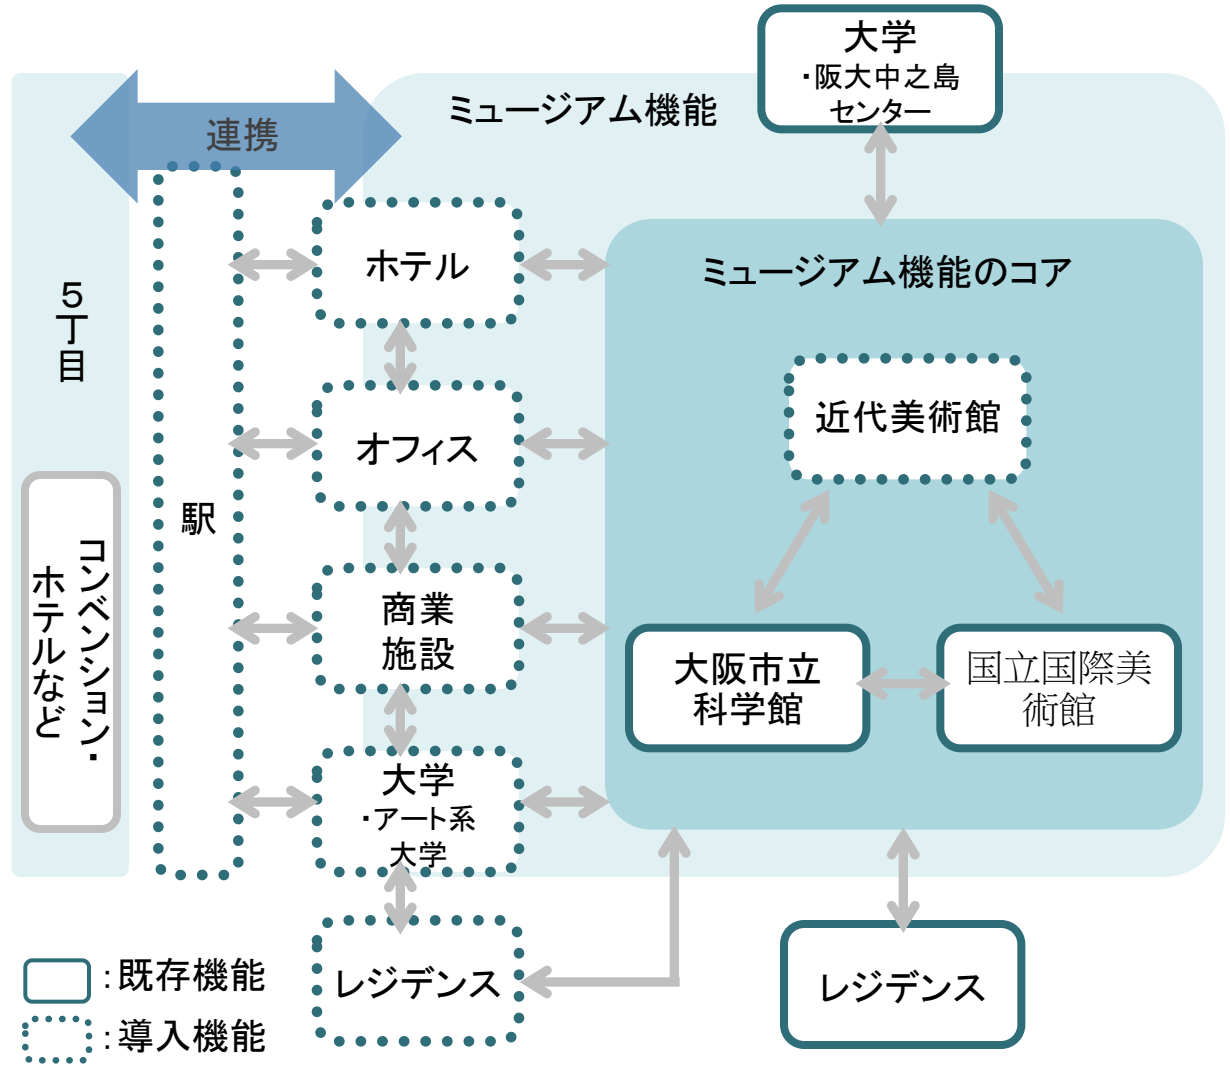 大学
・阪大中之島
センター
ミュージアム機能
連携
ミュージアム機能のコア
ホテル
5
丁
目
近代美術館
オフィス
駅
コンベンション・
ホテルなど
商業
施設
大阪市立
科学館
国立国際美
術館
大学
・アート系
大学
レジデンス
レジデンス
：既存機能
：導入機能